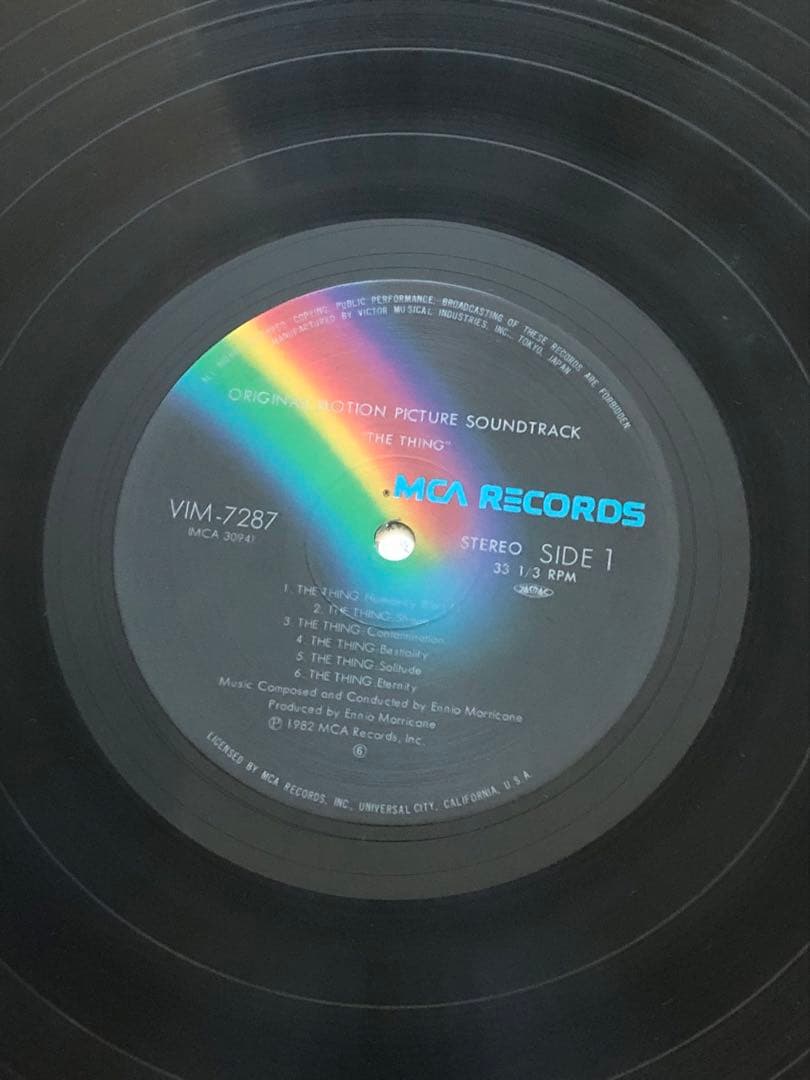 COPYING, PUBLIC PERFORMANCE, BROADCASTING OF THESE RECORDS ARE FORBIDDEN.
MANUFACTURED BY VICTOR MUSICAL INDUSTRIES, INC., TOKYO, JAPAN
ORIGINAL MOTION PICTURE SOUNDTRACK
"THE THING"
MCA RECORDS
VIM-7287
(MCA 3094)
STEREO SIDE 1
33 1/3 RPM
1. THE THING: Humanity
2. THE THING:
3. THE THING: Contamination
4. THE THING: Bestiality
5. THE THING: Solitude
6. THE THING: Eternity
Music Composed and Conducted by Ennio Morricone
Produced by Ennio Morricone
Ⓟ 1982 MCA Records, Inc.
⑥
LICENSED BY MCA RECORDS, INC., UNIVERSAL CITY, CALIFORNIA, U.S.A.